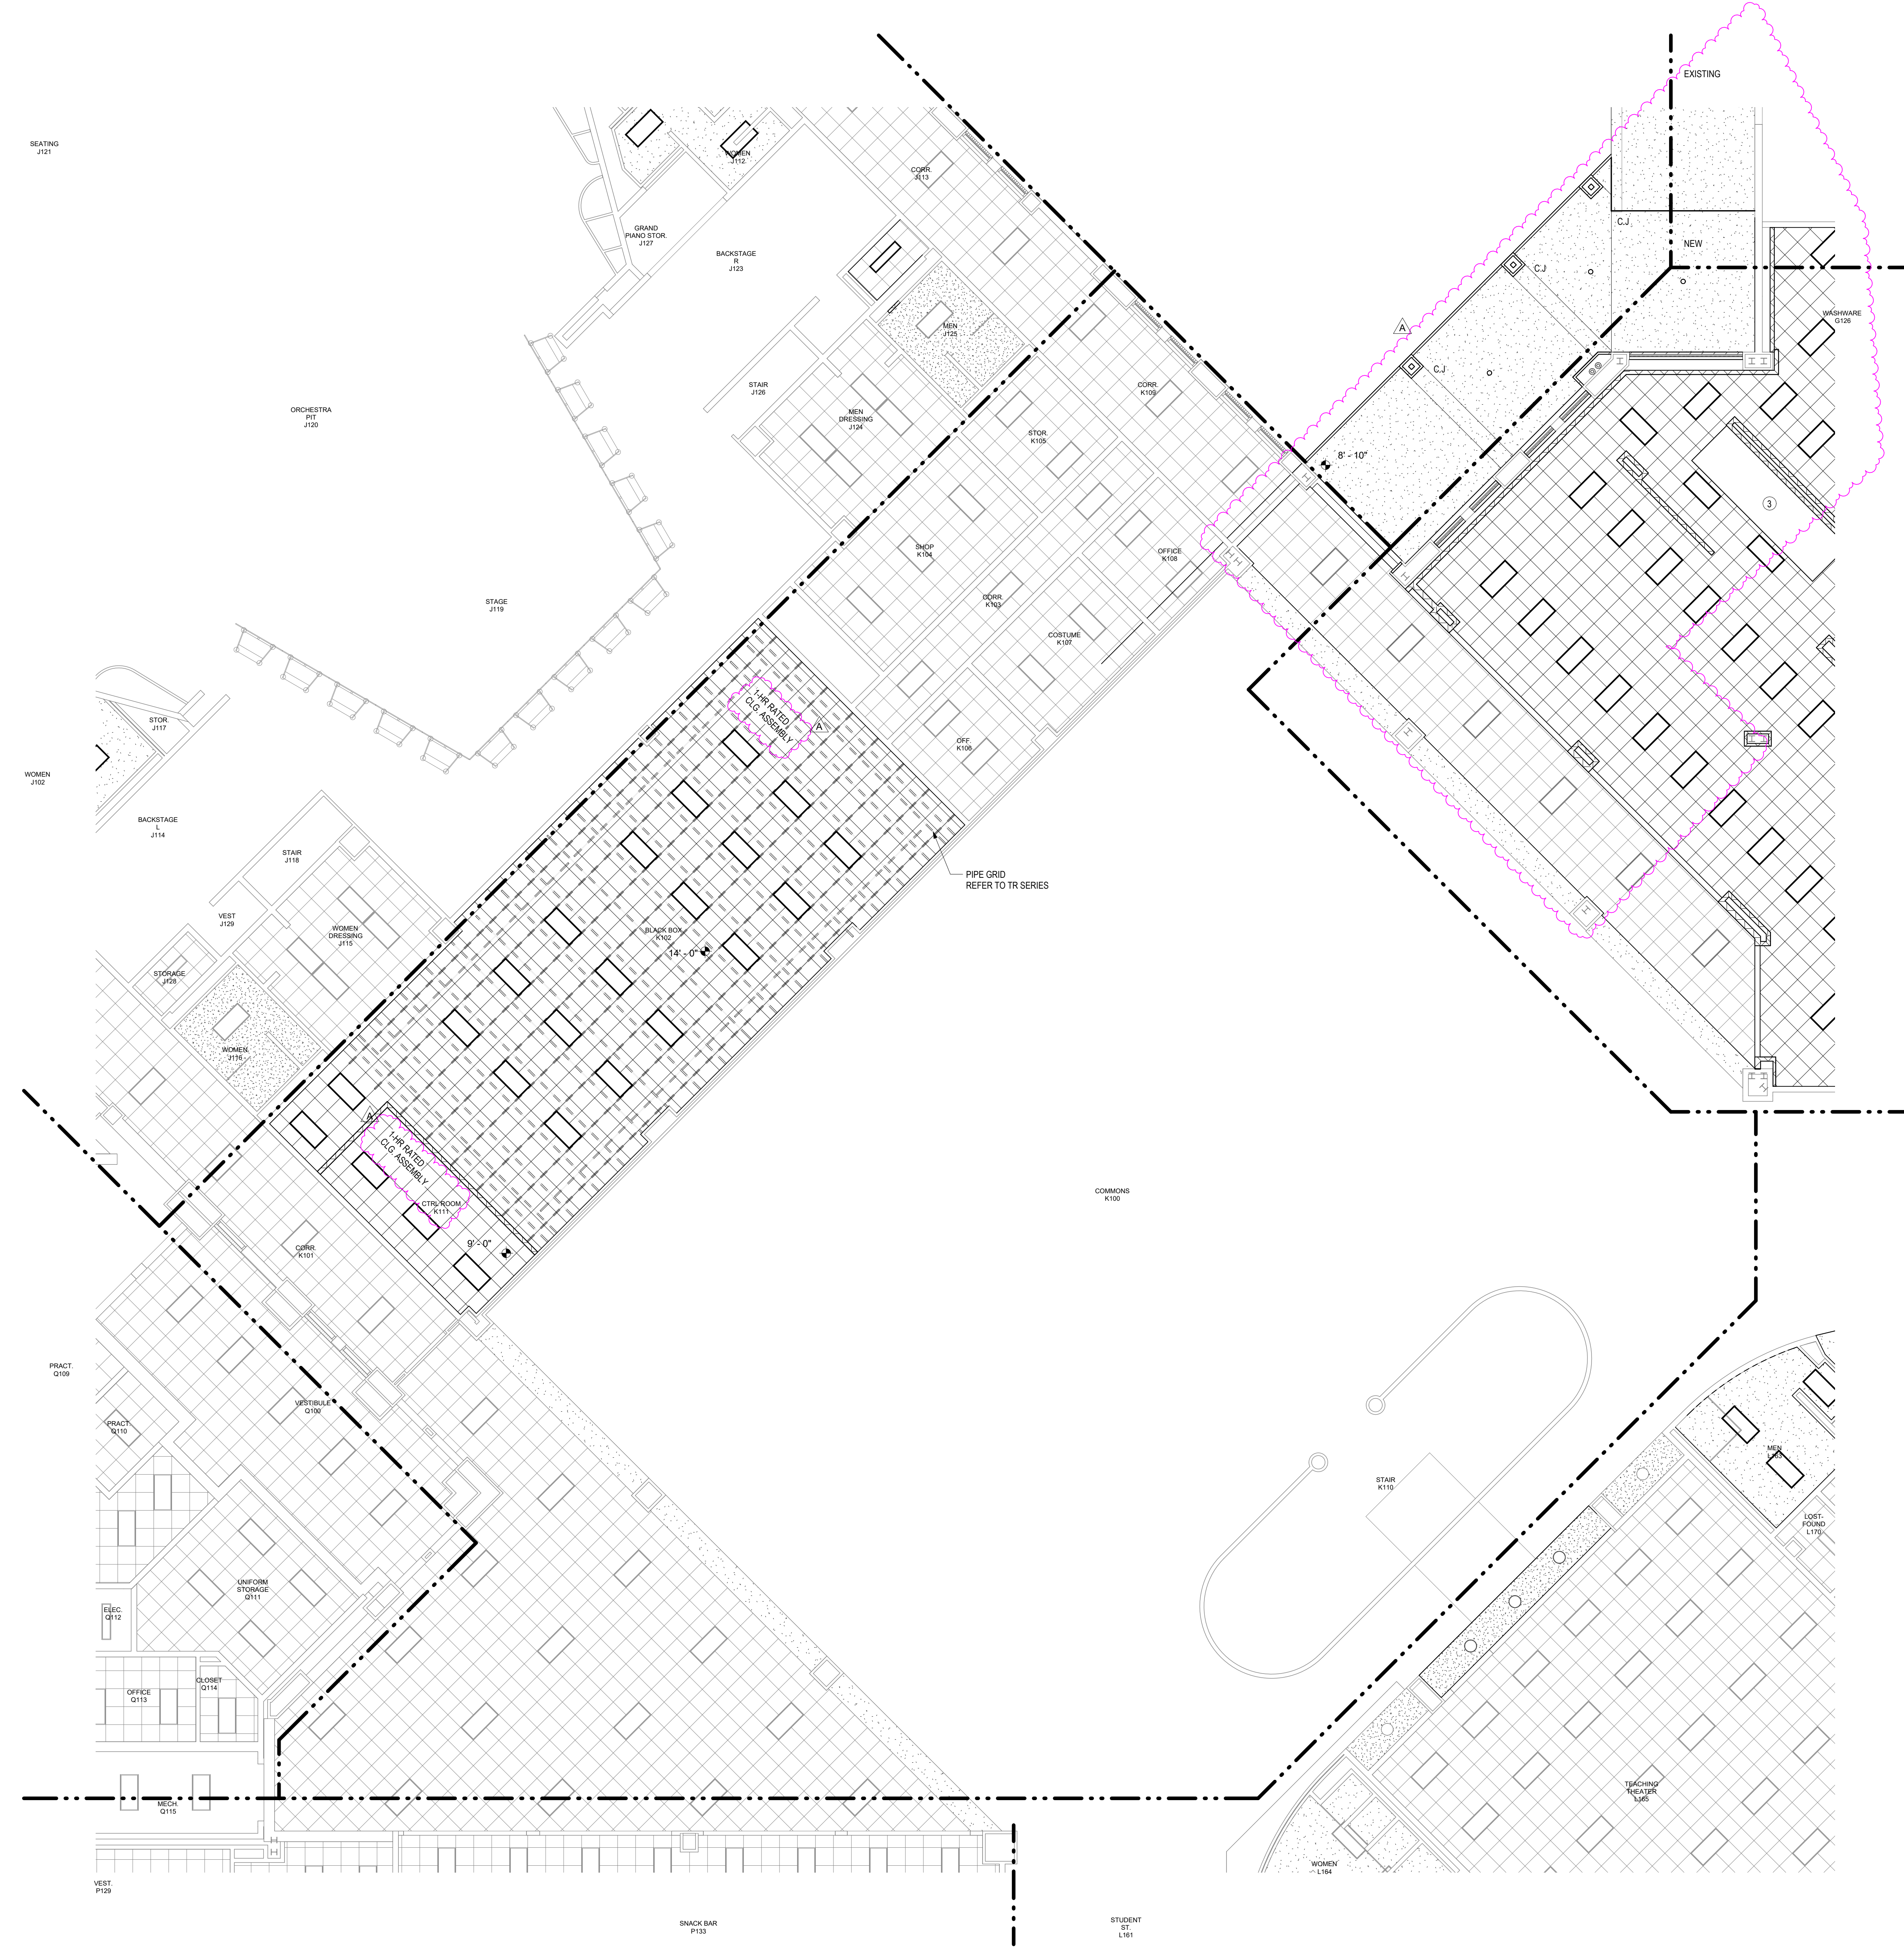 EXISTING
SEATING
J121
WOMEN
J112
CORR.
J113
GRAND
PIANO STOR.
J127
C.J
NEW
BACKSTAGE
R
J123
C.J
WASHWARE
G126
A
MEN
J125
C.J
STAIR
J126
CORR.
K109
ORCHESTRA
PIT
J120
MEN
DRESSING
J124
STOR.
K105
8' - 10"
3
SHOP
K104
OFFICE
K108
CORR.
K103
STAGE
J119
COSTUME
K107
1-HR RATED
CLG. ASSEMBLY
A
STOR.
J117
OFF.
K106
WOMEN
J102
BACKSTAGE
L
J114
STAIR
J118
PIPE GRID
REFER TO TR SERIES
VEST
J129
WOMEN
DRESSING
J115
BLACK BOX
K102
14' - 0"
STORAGE
J128
WOMEN
J116
A
1-HR RATED
CLG. ASSEMBLY
CTRL ROOM
K111
COMMONS
K100
9' - 0"
CORR.
K101
PRACT.
Q109
VESTIBULE
Q100
PRACT.
Q110
MEN
L163
STAIR
K110
LOST-
FOUND
L170
UNIFORM
STORAGE
Q111
ELEC.
Q112
CLOSET
Q114
OFFICE
Q113
TEACHING
THEATER
L165
MECH.
Q115
WOMEN
L164
VEST.
P129
SNACK BAR
P133
STUDENT
ST.
L161